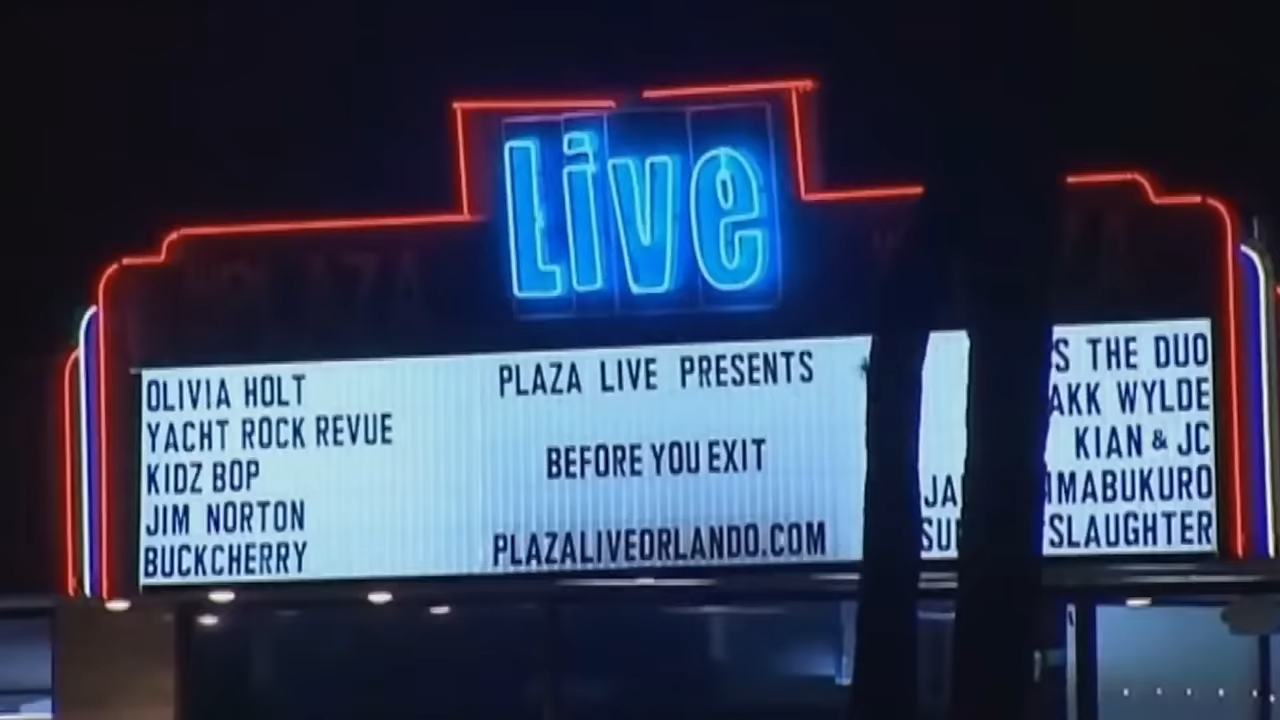 Live
OLIVIA HOLT
YACHT ROCK REVUE
KIDZ BOP
JIM NORTON
BUCKCHERRY
PLAZA LIVE PRESENTS
BEFORE YOU EXIT
PLAZALIVEORLANDO.COM
THE DUO
WYLDE
KIAN & JC
SLAUGHTER